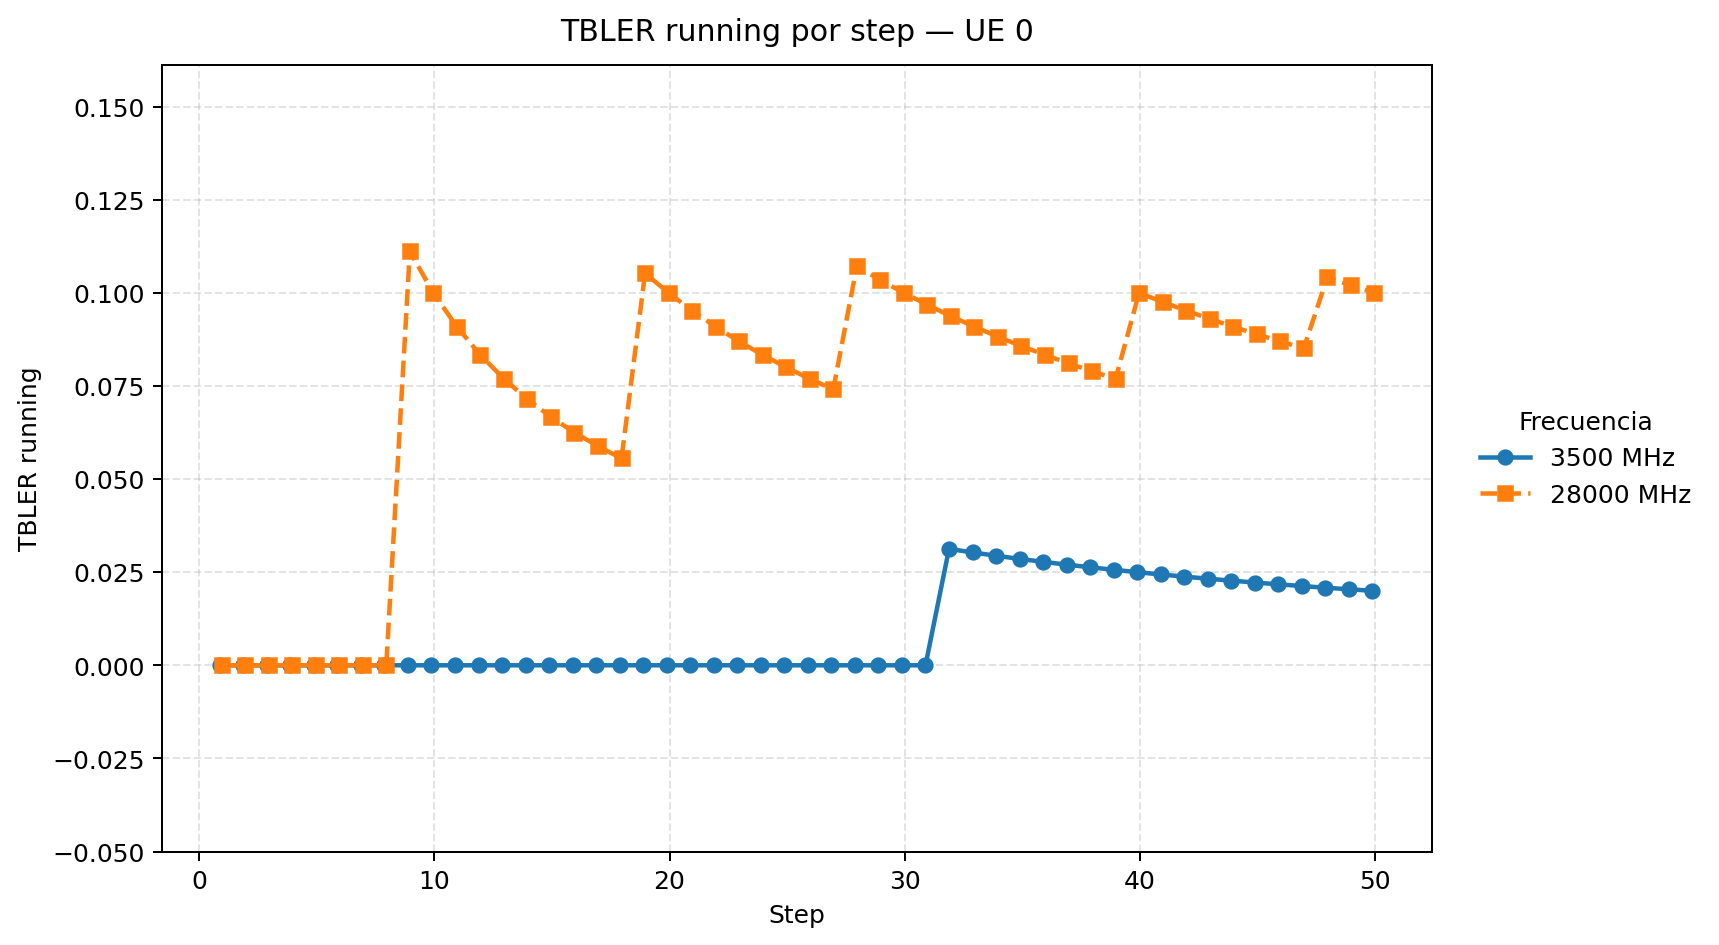 TBLER running por step — UE 0
0.150
0.125
0.100
0.075
0.050
0.025
0.000
−0.025
−0.050
TBLER running
0 10 20 30 40 50
Step
Frecuencia
3500 MHz
28000 MHz